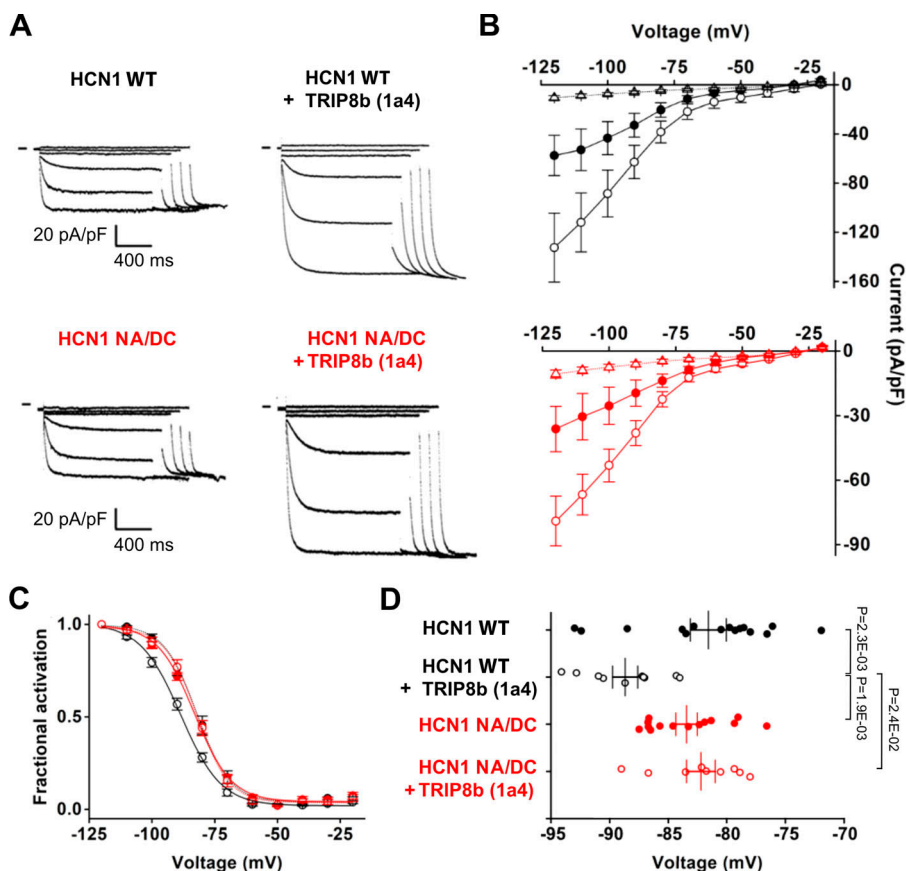 A
HCN1 WT
HCN1 WT
+ TRIP8b (1a4)
20 pA/pF
400 ms
HCN1 NA/DC
HCN1 NA/DC
+TRIP8b (1a4)
20 pA/pF
400 ms
B
Voltage (mV)
-125 -100 -75 -50 -25
0
-40
-80
-120
-160
-125 -100 -75 -50 -25
0
-30
-60
-90
Current (pA/pF)
C
Fractional activation
1.0
0.5
0.0
-125 -100 -75 -50 -25
Voltage (mV)
D
HCN1 WT
HCN1 WT
+ TRIP8b (1a4)
HCN1 NA/DC
HCN1 NA/DC
+TRIP8b (1a4)
P=2.3E-03
P=1.9E-03
P=2.4E-02
-95 -90 -85 -80 -75 -70
Voltage (mV)